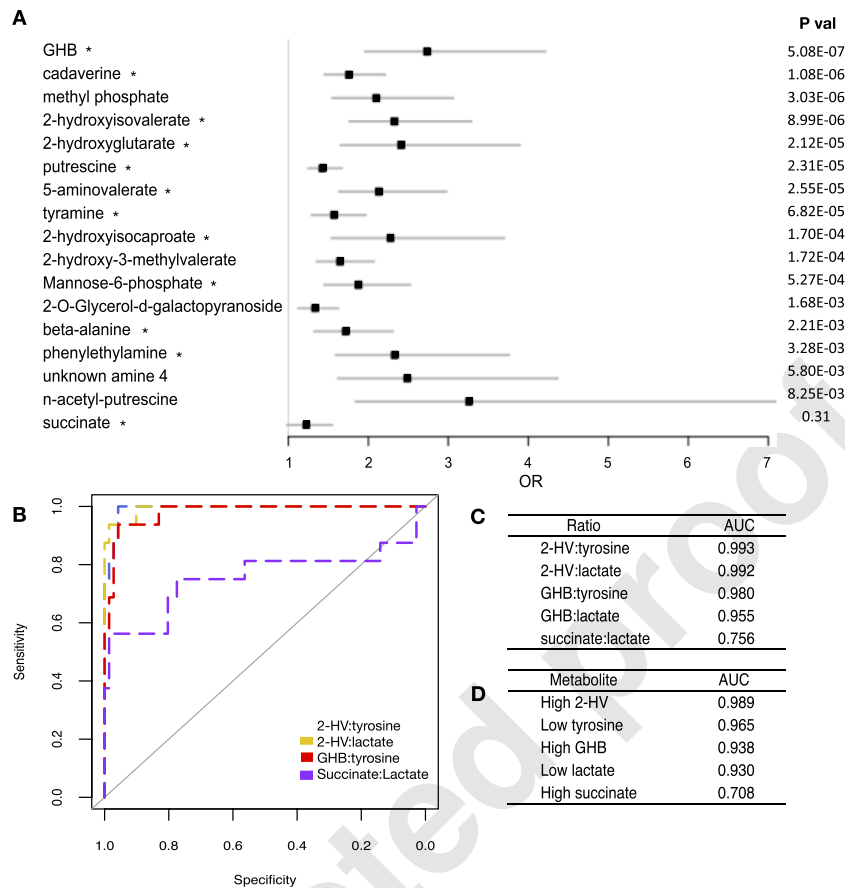 A
P val
GHB * 5.08E-07
cadaverine * 1.08E-06
methyl phosphate 3.03E-06
2-hydroxyisovalerate * 8.99E-06
2-hydroxyglutarate * 2.12E-05
putrescine * 2.31E-05
5-aminovalerate * 2.55E-05
tyramine * 6.82E-05
2-hydroxyisocaproate * 1.70E-04
2-hydroxy-3-methylvalerate 1.72E-04
Mannose-6-phosphate * 5.27E-04
2-O-Glycerol-d-galactopyranoside 1.68E-03
beta-alanine * 2.21E-03
phenylethylamine * 3.28E-03
unknown amine 4 5.80E-03
n-acetyl-putrescine 8.25E-03
succinate * 0.31
1 2 3 4 5 6 7
OR
B
1.0
0.8
0.6
0.4
0.2
0.0
Sensitivity
2-HV:tyrosine
2-HV:lactate
GHB:tyrosine
Succinate:Lactate
1.0 0.8 0.6 0.4 0.2 0.0
Specificity
C
Ratio AUC
2-HV:tyrosine 0.993
2-HV:lactate 0.992
GHB:tyrosine 0.980
GHB:lactate 0.955
succinate:lactate 0.756
D
Metabolite AUC
High 2-HV 0.989
Low tyrosine 0.965
High GHB 0.938
Low lactate 0.930
High succinate 0.708
ted proof